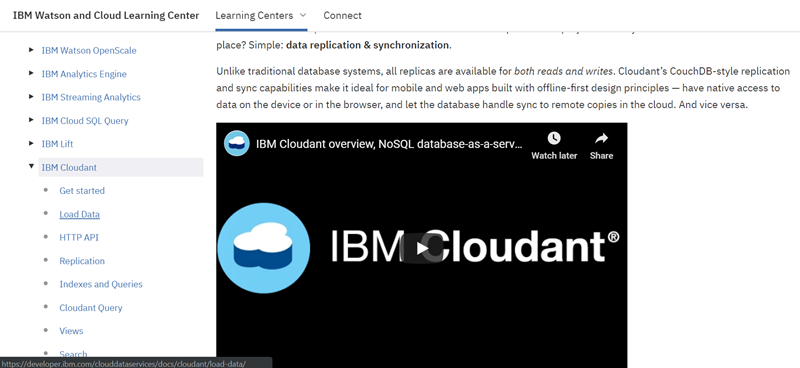 IBM Watson and Cloud Learning Center
Learning Centers
Connect
IBM Watson OpenScale
IBM Analytics Engine
IBM Streaming Analytics
IBM Cloud SQL Query
IBM Lift
IBM Cloudant
Get started
Load Data
HTTP API
Replication
Indexes and Queries
Cloudant Query
Views
Search
https://developer.ibm.com/clouddataservices/docs/cloudant/load-data/
place? Simple: data replication & synchronization.
Unlike traditional database systems, all replicas are available for both reads and writes. Cloudant's CouchDB-style replication
and sync capabilities make it ideal for mobile and web apps built with offline-first design principles — have native access to
data on the device or in the browser, and let the database handle sync to remote copies in the cloud. And vice versa.
IBM Cloudant overview, NoSQL database-as-a-serv...
Watch later
Share
IBM Cloudant®